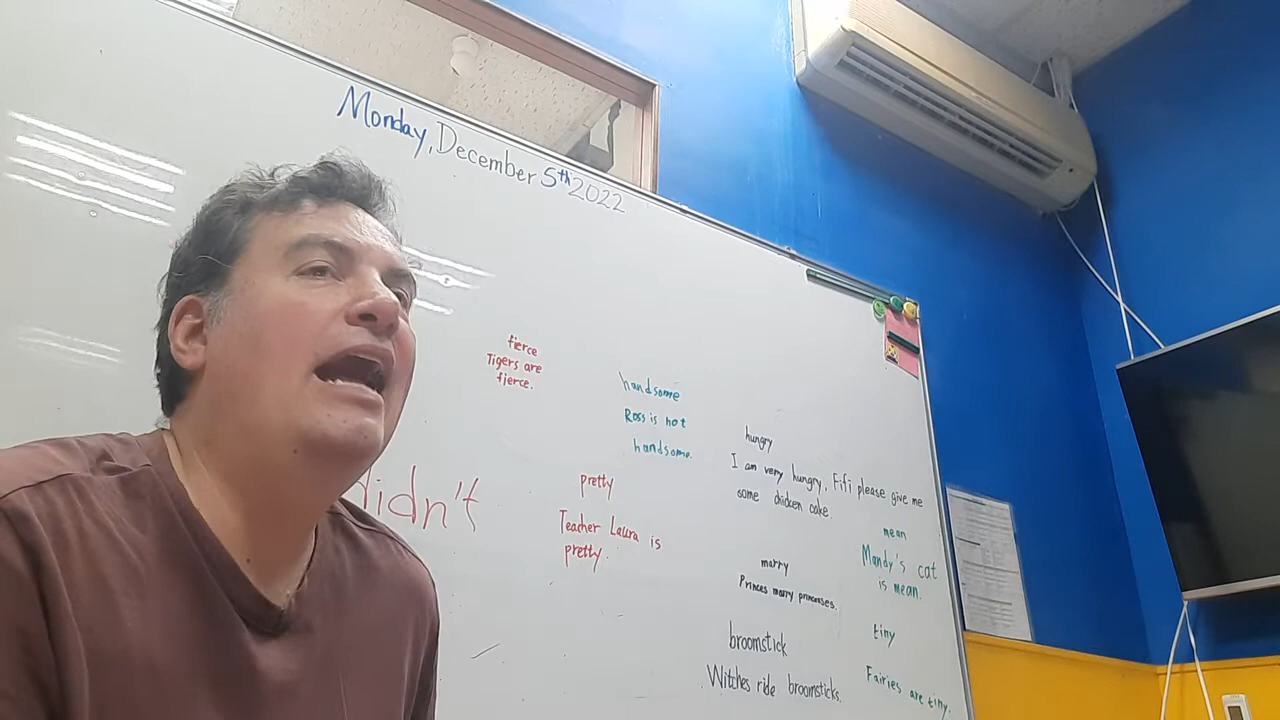 Monday, December 5th 2022
fierce
Tigers are
fierce.
handsome
Ross is not
handsome.
hungry
I am very hungry, Fifi please give me
some chicken cake.
didn't
pretty
Teacher Laura is
pretty.
mean
Mandy's cat
is mean.
marry
Princes marry princesses.
tiny
Fairies are tiny.
broomstick
Witches ride broomsticks.